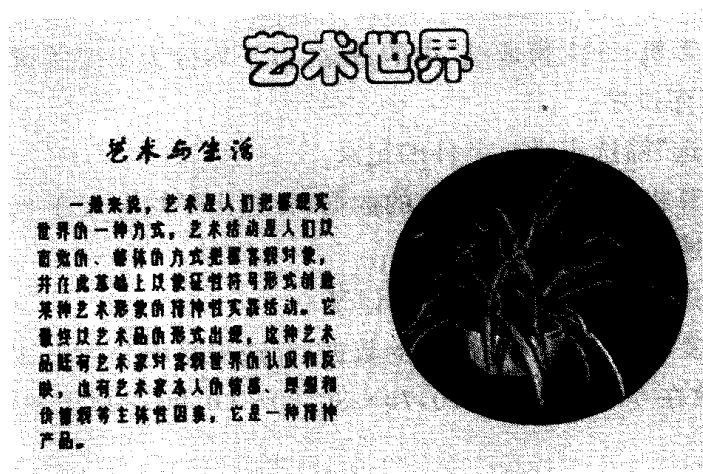 艺术世界
艺术与生活
一般来说，艺术是人们把握现实
世界的一种方式，艺术活动是人们以
直觉的、整体的方式把握客观对象，
并在此基础上以象征性符号形式创造
某种艺术形象的精神性实践活动。它
最终以艺术品的形式出现，这种艺术
品既有艺术家对客观世界的认识和反
映，也有艺术家本人的情感、理想和
价值观等主体性因素，它是一种精神
产品。